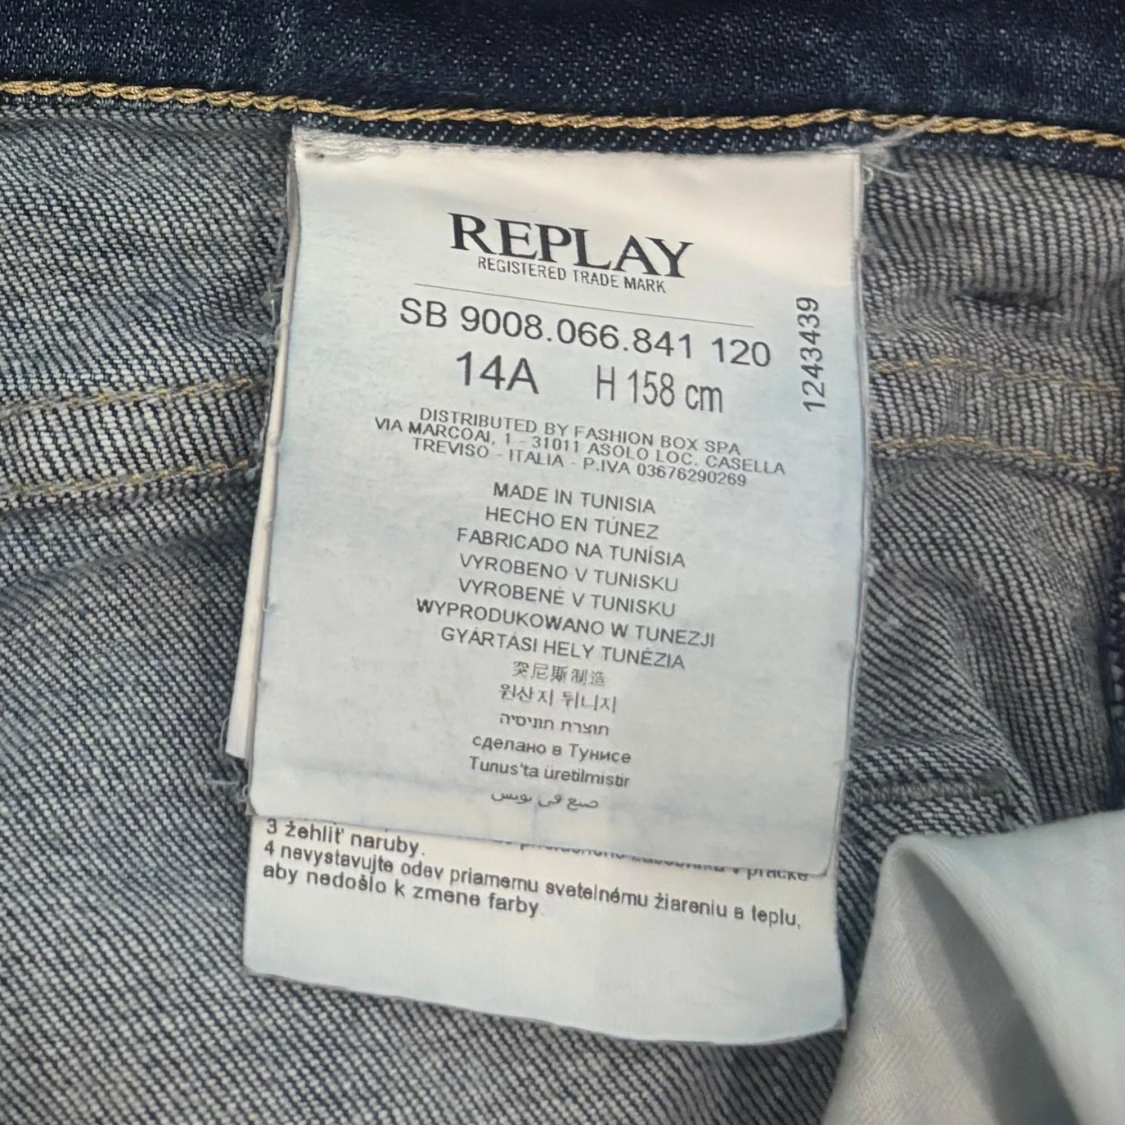 REPLAY
REGISTERED TRADE MARK
SB 9008.066.841 120
14A H 158 cm
1243439
DISTRIBUTED BY FASHION BOX SPA
VIA MARCOAI, 1 - 31011 ASOLO LOC. CASELLA
TREVISO - ITALIA - P.IVA 03676290269
MADE IN TUNISIA
HECHO EN TÚNEZ
FABRICADO NA TUNÍSIA
VYROBENO V TUNISKU
VYROBENÉ V TUNISKU
WYPRODUKOWANO W TUNEZJI
GYÁRTÁSI HELY TUNÉZIA
突尼斯制造
원산지 튀니지
תוצרת תוניסיה
сделано в Тунисе
Tunus'ta üretilmistir
صنع في تونس
v práčke
3 žehliť naruby.
4 nevystavujte odev priamemu svetelnému žiareniu a teplu,
aby nedošlo k zmene farby.